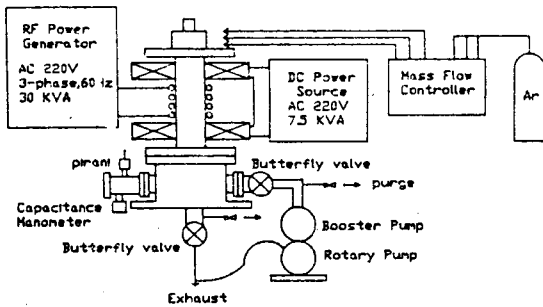 RF Power
Generator
AC 220V
3-phase,60 Hz
30 KVA
DC Power
Source
AC 220V
7.5 KVA
Mass Flow
Controller
Ar
pirani
Capacitance
Manometer
Butterfly valve
purge
Booster Pump
Rotary Pump
Butterfly valve
Exhaust